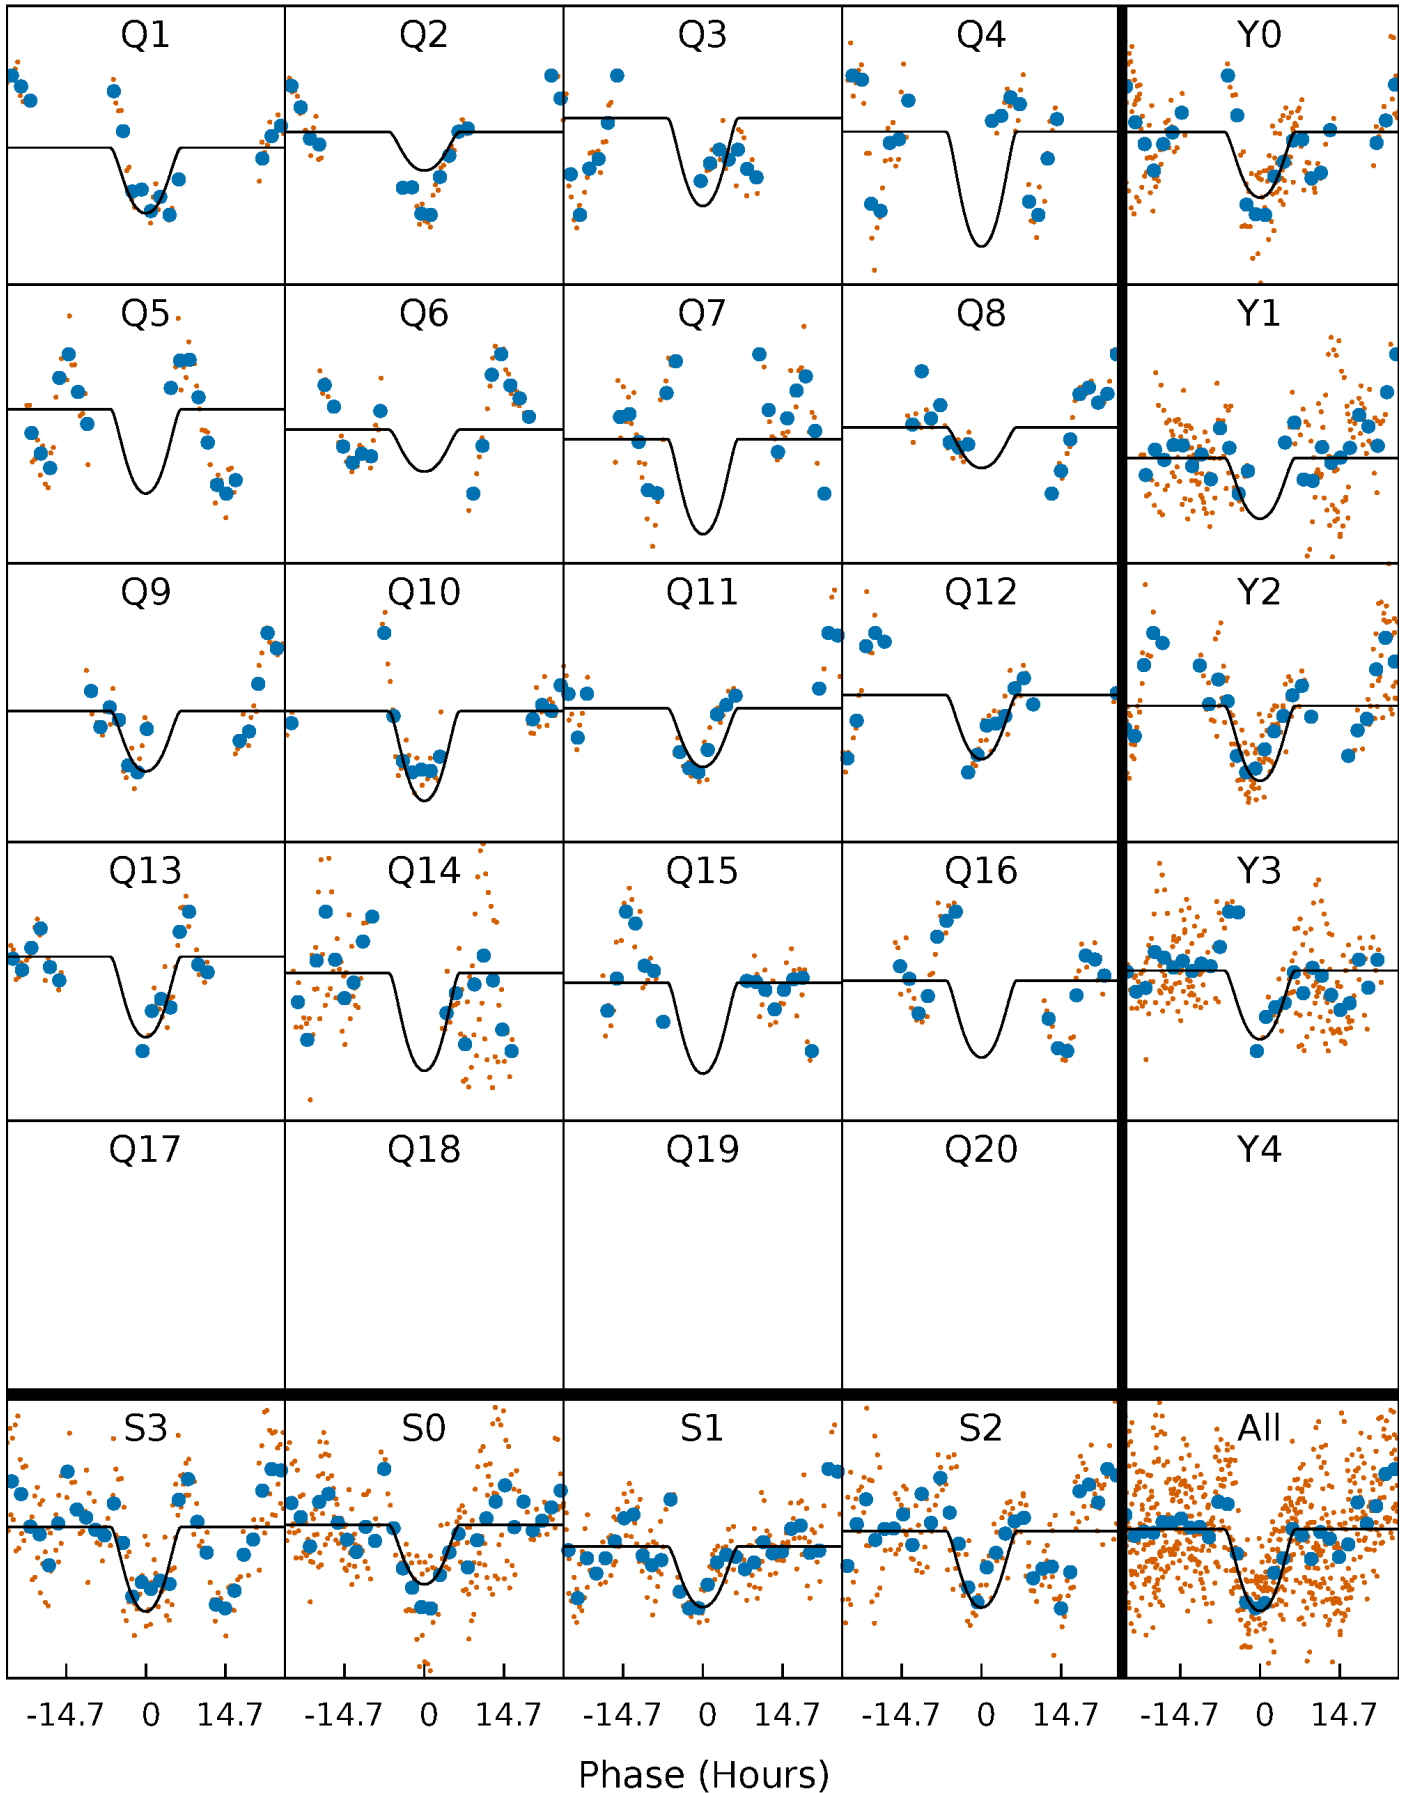 Q1 Q2 Q3 Q4 Y0
Q5 Q6 Q7 Q8 Y1
Q9 Q10 Q11 Q12 Y2
Q13 Q14 Q15 Q16 Y3
Q17 Q18 Q19 Q20 Y4
S3 S0 S1 S2 All
-14.7 0 14.7 -14.7 0 14.7 -14.7 0 14.7 -14.7 0 14.7 -14.7 0 14.7
Phase (Hours)